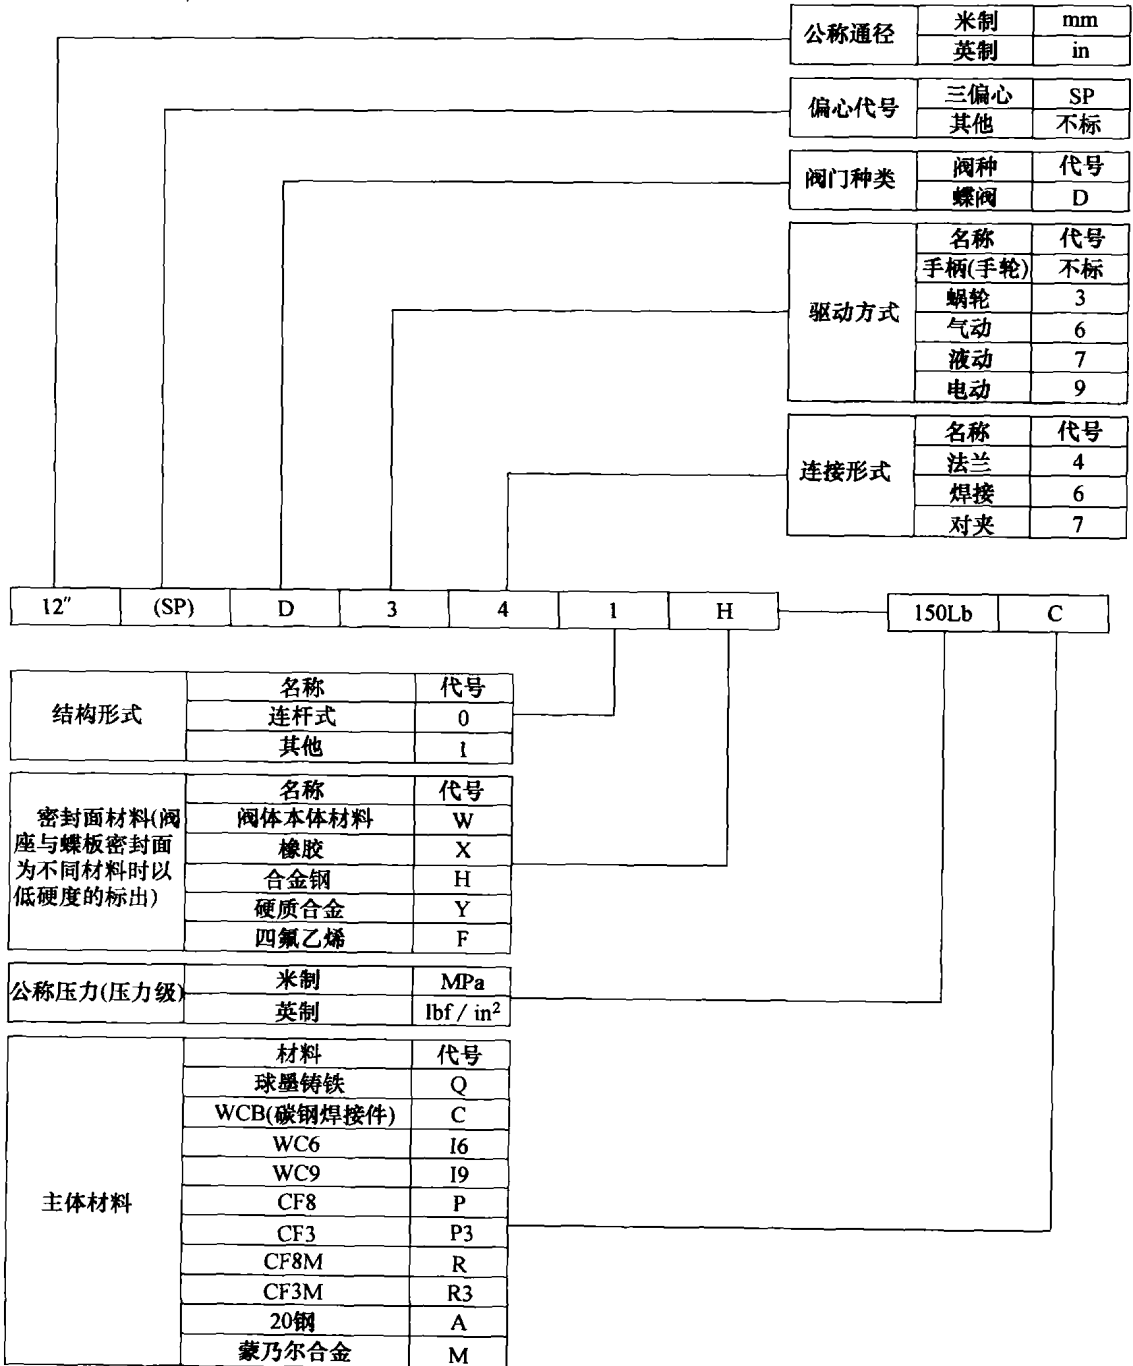 公称通径 米制 mm
英制 in
偏心代号 三偏心 SP
其他 不标
阀门种类 阀种 代号
蝶阀 D
驱动方式 名称 代号
手柄(手轮) 不标
蜗轮 3
气动 6
液动 7
电动 9
连接形式 名称 代号
法兰 4
焊接 6
对夹 7
12″ (SP) D 3 4 1 H 150Lb C
结构形式 名称 代号
连杆式 0
其他 1
密封面材料(阀
座与蝶板密封面
为不同材料时以
低硬度的标出)
名称 代号
阀体本体材料 W
橡胶 X
合金钢 H
硬质合金 Y
四氟乙烯 F
公称压力(压力级) 米制 MPa
英制 lbf / in²
主体材料 材料 代号
球墨铸铁 Q
WCB(碳钢焊接件) C
WC6 I6
WC9 I9
CF8 P
CF3 P3
CF8M R
CF3M R3
20钢 A
蒙乃尔合金 M